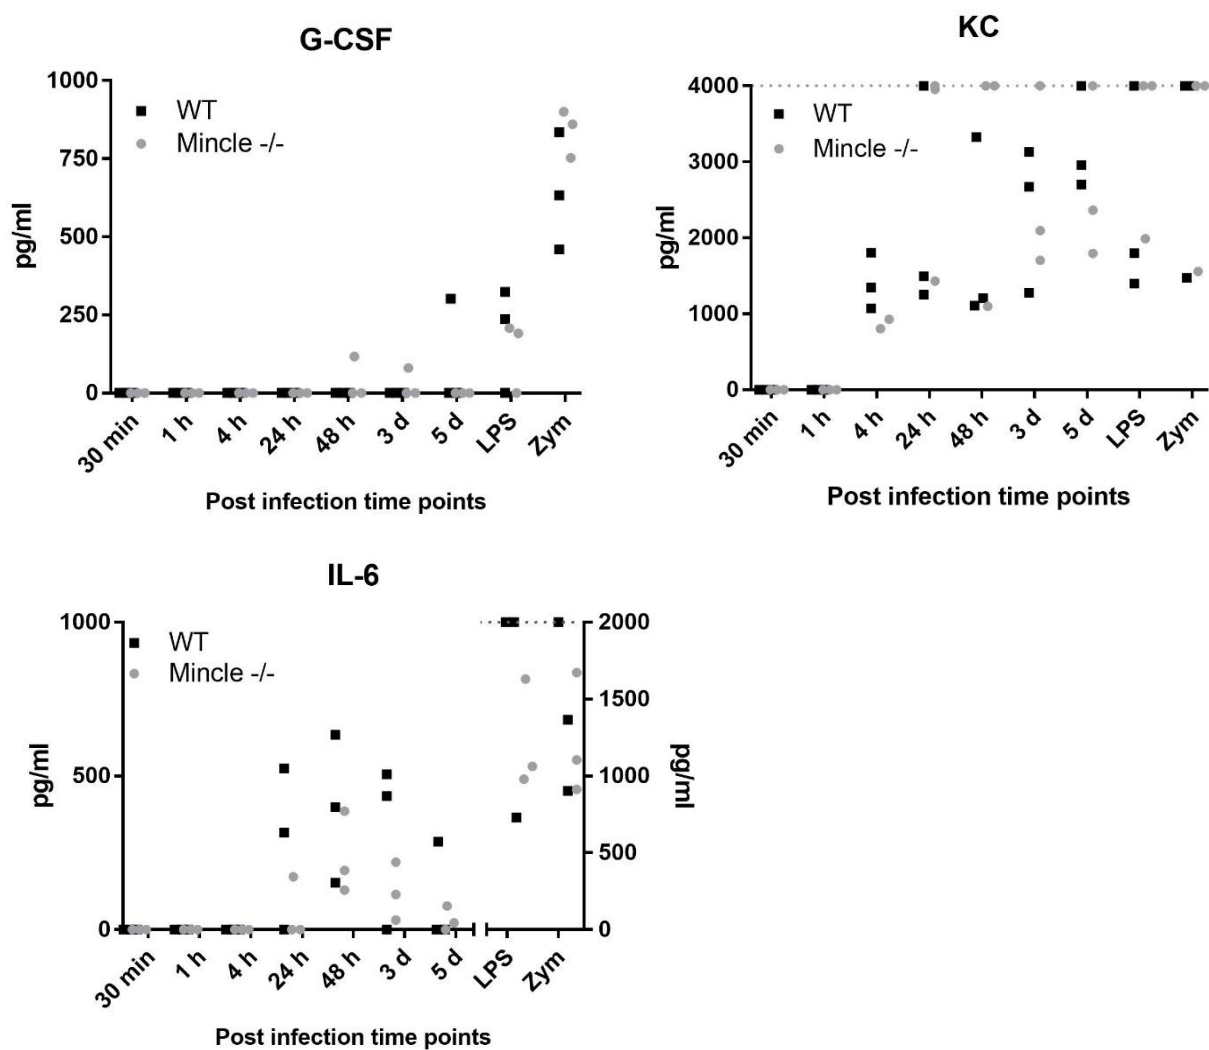 G-CSF
1000
750
500
250
0
pg/ml
WT
Mincle -/-
30 min
1 h
4 h
24 h
48 h
3 d
5 d
LPS
Zym
Post infection time points
KC
4000
3000
2000
1000
0
pg/ml
WT
Mincle -/-
30 min
1 h
4 h
24 h
48 h
3 d
5 d
LPS
Zym
Post infection time points
IL-6
1000
500
0
pg/ml
WT
Mincle -/-
2000
1500
1000
500
0
pg/ml
30 min
1 h
4 h
24 h
48 h
3 d
5 d
LPS
Zym
Post infection time points